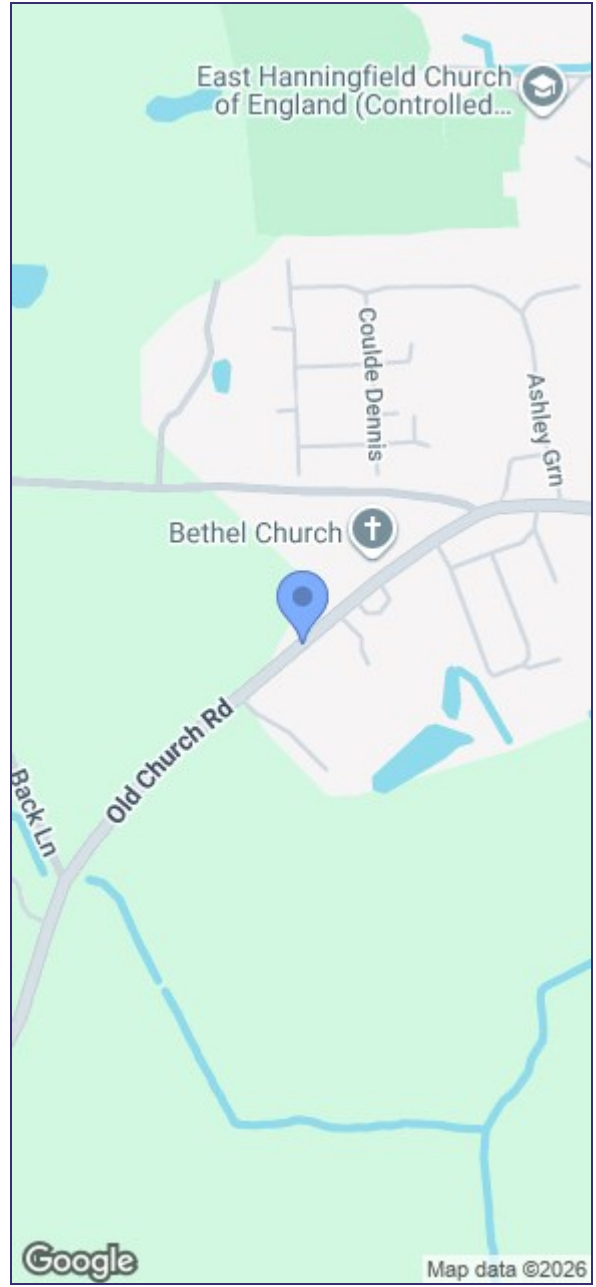 East Hanningfield Church
of England (Controlled...
Coulde Dennis
Ashley Grn
Bethel Church
Old Church Rd
Back Ln
Google
Map data ©2026